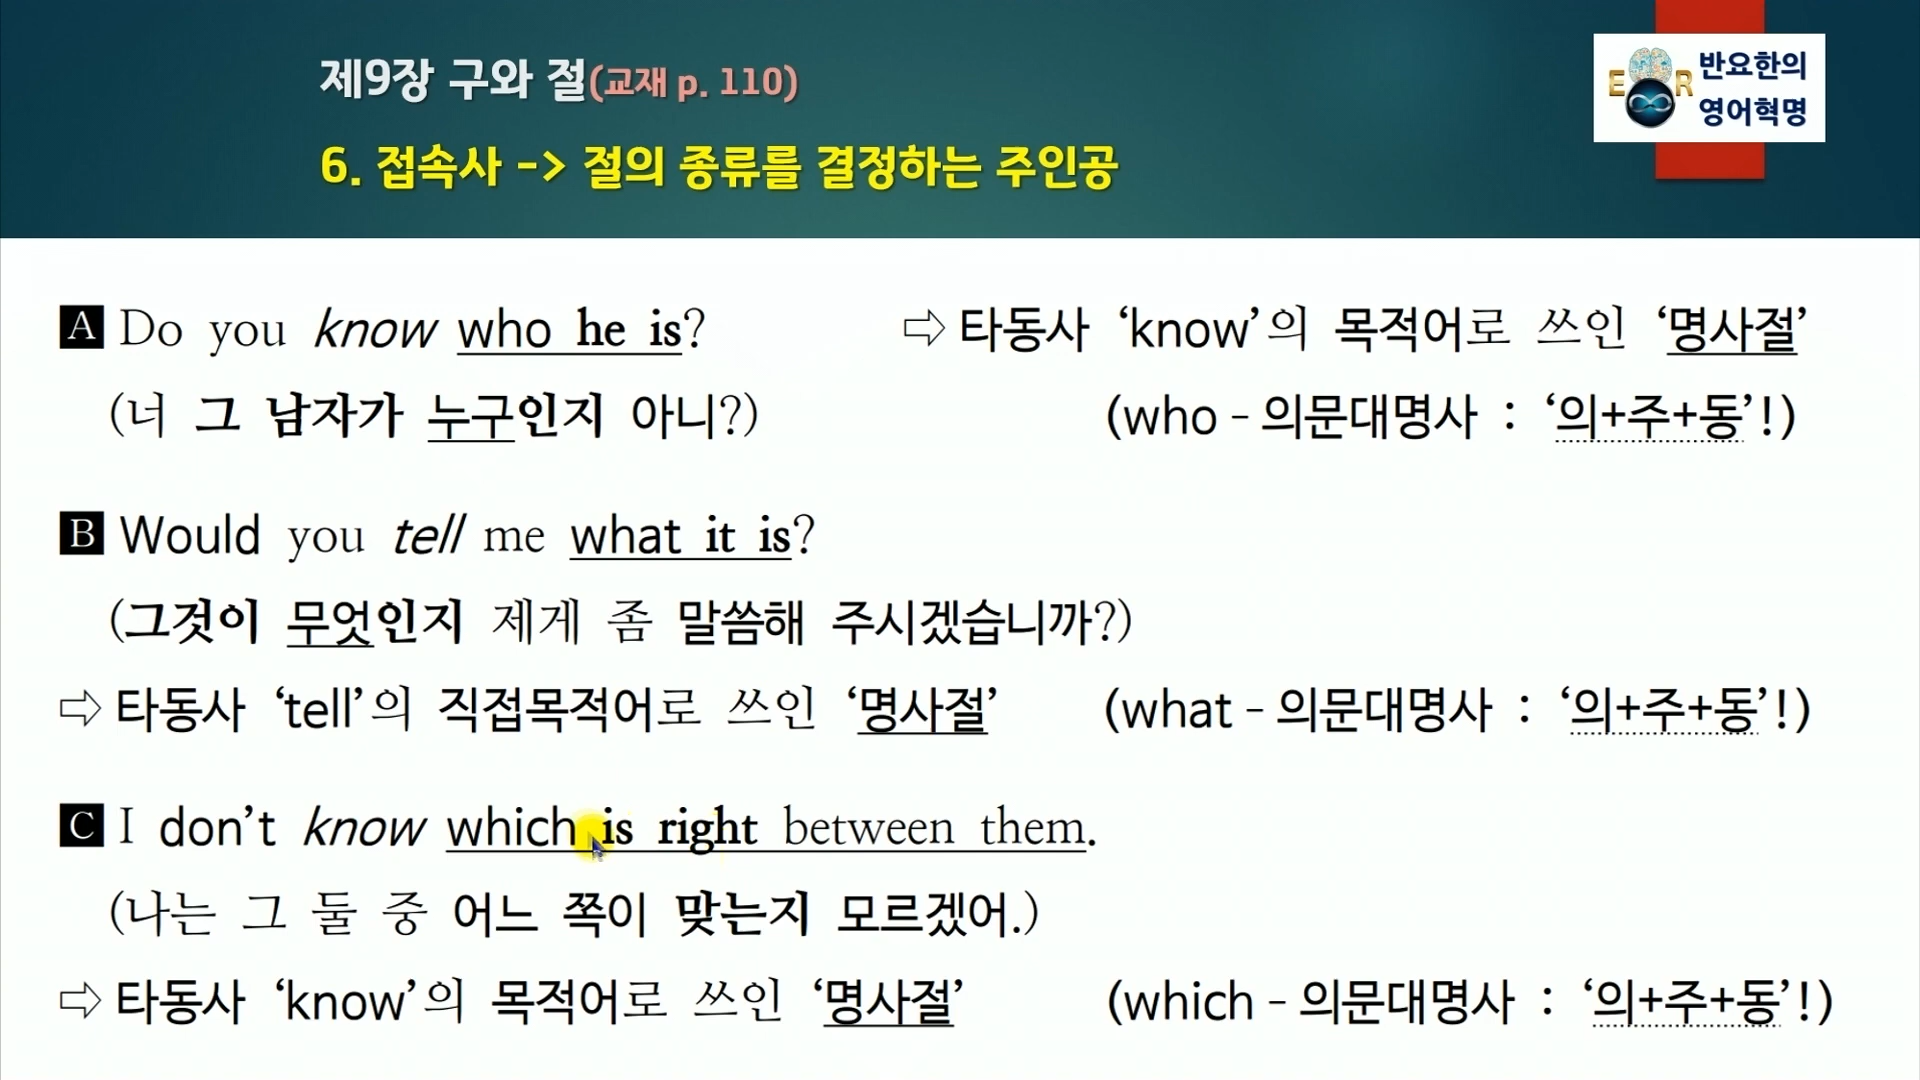 제9장 구와 절(교재 p. 110)
6. 접속사 -> 절의 종류를 결정하는 주인공
E R 반요한의
영어혁명
A Do you know who he is? ⇨ 타동사 ‘know’의 목적어로 쓰인 ‘명사절’
(너 그 남자가 누구인지 아니?) (who - 의문대명사 : ‘의+주+동’!)
B Would you tell me what it is?
(그것이 무엇인지 제게 좀 말씀해 주시겠습니까?)
⇨ 타동사 ‘tell’의 직접목적어로 쓰인 ‘명사절’ (what - 의문대명사 : ‘의+주+동’!)
C I don’t know which is right between them.
(나는 그 둘 중 어느 쪽이 맞는지 모르겠어.)
⇨ 타동사 ‘know’의 목적어로 쓰인 ‘명사절’ (which - 의문대명사 : ‘의+주+동’!)